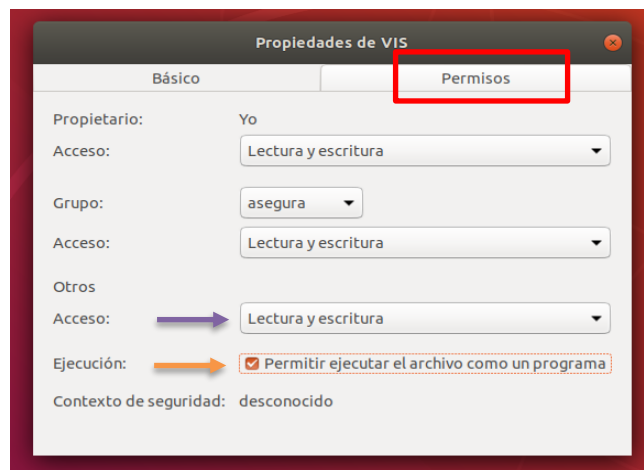 Propiedades de VIS
Básico Permisos
Propietario: Yo
Acceso: Lectura y escritura
Grupo: asegura
Acceso: Lectura y escritura
Otros
Acceso: Lectura y escritura
Ejecución: Permitir ejecutar el archivo como un programa
Contexto de seguridad: desconocido